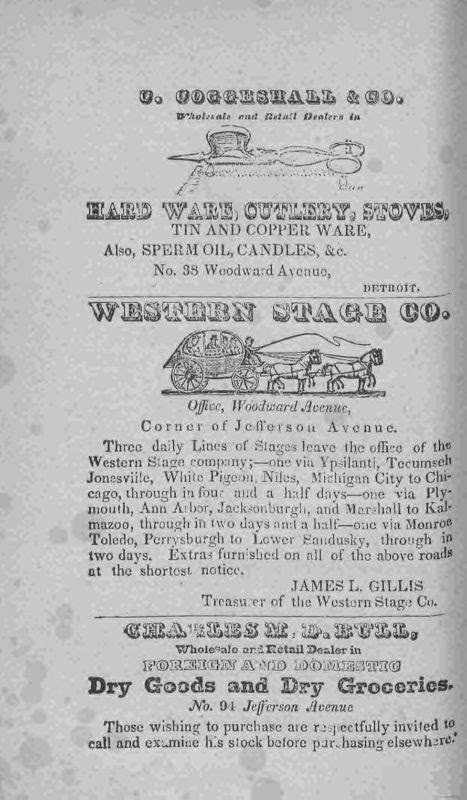 C. COGGESHALL & CO.
Wholesale and Retail Dealers in
HARD WARE, CUTLERY, STOVES,
TIN AND COPPER WARE,
Also, SPERM OIL, CANDLES, &c.
No. 38 Woodward Avenue,
DETROIT.
WESTERN STAGE CO.
Office, Woodward Avenue,
Corner of Jefferson Avenue.
Three daily Lines of Stages leave the office of the
Western Stage company;—one via Ypsilanti, Tecumseh
Jonesville, White Pigeon, Niles, Michigan City to Chi-
cago, through in four and a half days—one via Ply-
mouth, Ann Arbor, Jacksonburgh, and Marshall to Kal-
mazoo, through in two days and a half—one via Monroe
Toledo, Perrysburgh to Lower Sandusky, through in
two days. Extras furnished on all of the above roads
at the shortest notice.
JAMES L. GILLIS
Treasurer of the Western Stage Co.
CHARLES M. D. BULL,
Wholesale and Retail Dealer in
FOREIGN AND DOMESTIC
Dry Goods and Dry Groceries.
No. 94 Jefferson Avenue
Those wishing to purchase are respectfully invited to
call and examine his stock before purchasing elsewhere.